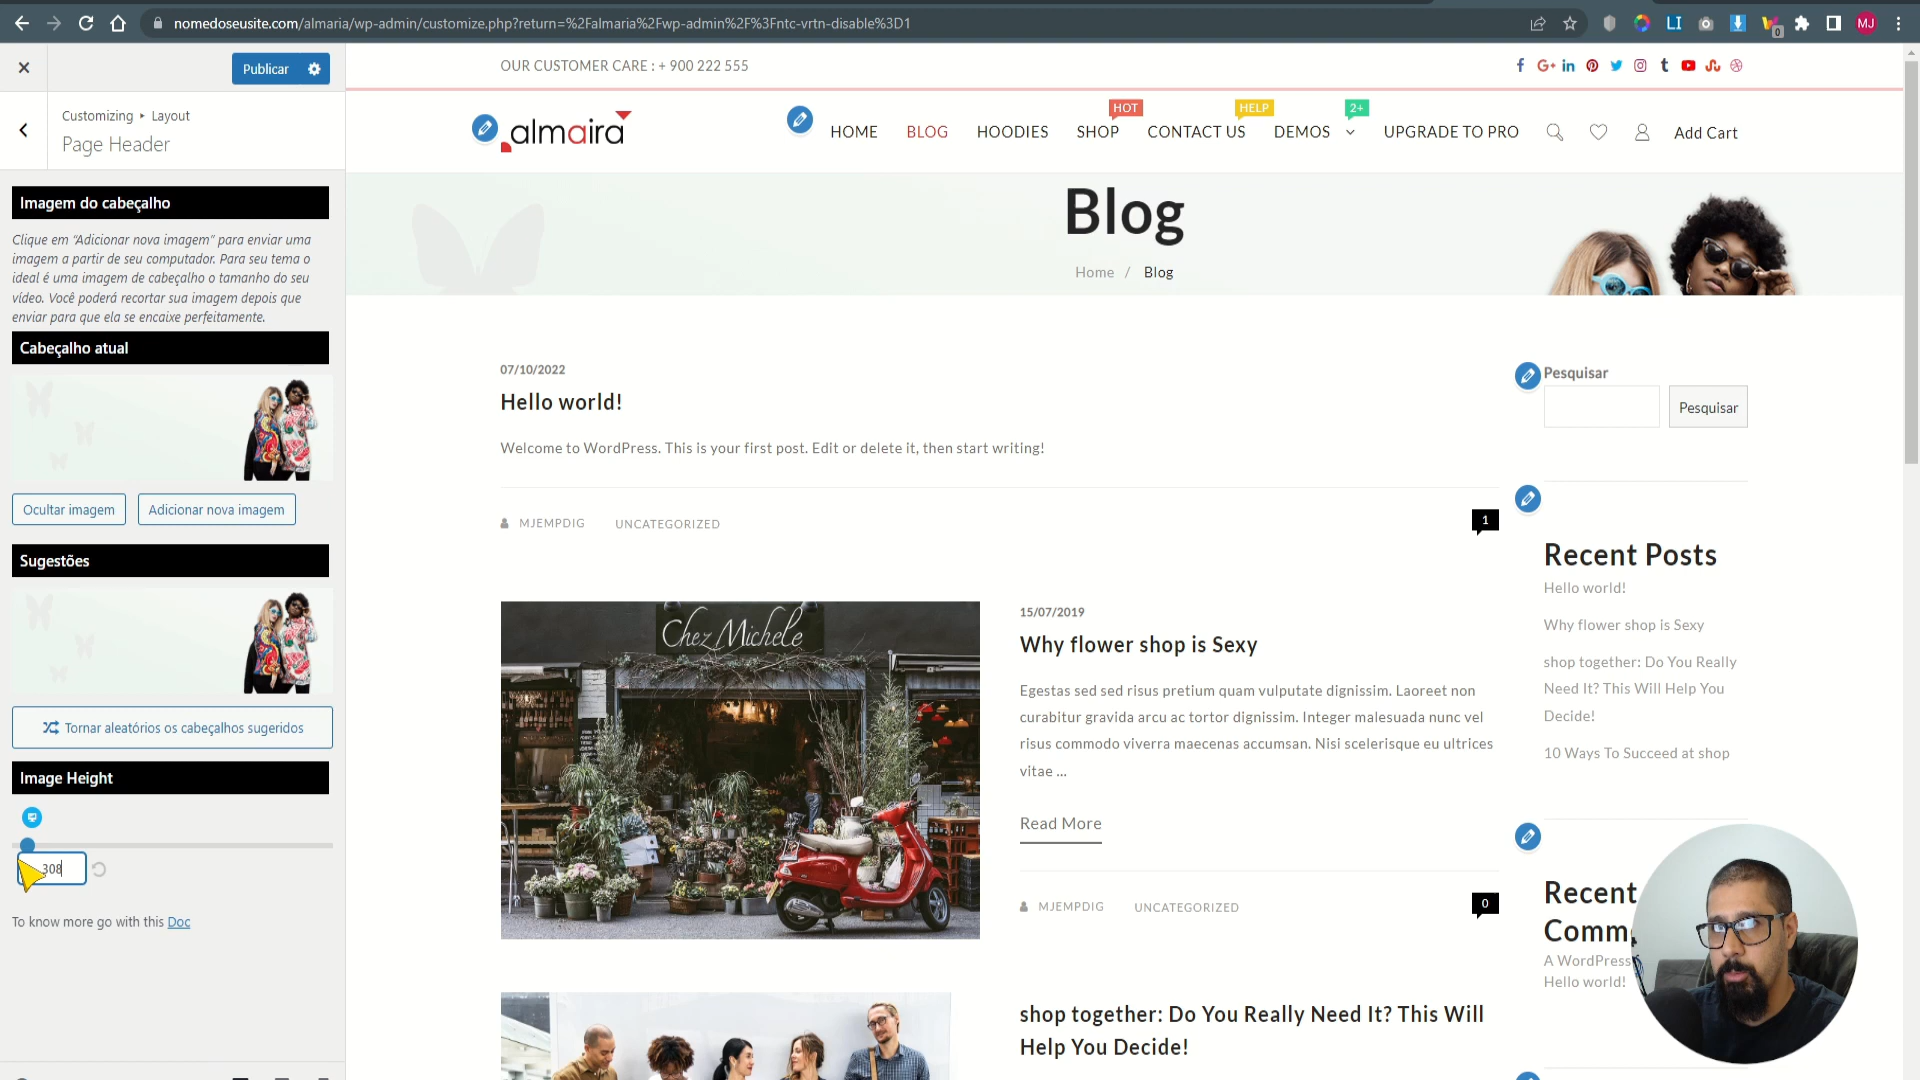 nomedoseusite.com/almaria/wp-admin/customize.php?return=%2Falmaria%2Fwp-admin%2F%3Fntc-vrtn-disable%3D1
LI
0
MJ
Publicar
OUR CUSTOMER CARE : + 900 222 555
Customizing ▸ Layout
Page Header
almaira
HOME
BLOG
HOODIES
HOT
SHOP
HELP
CONTACT US
2+
DEMOS
UPGRADE TO PRO
Add Cart
Imagem do cabeçalho
Clique em “Adicionar nova imagem” para enviar uma
imagem a partir de seu computador. Para seu tema o
ideal é uma imagem de cabeçalho o tamanho do seu
vídeo. Você poderá recortar sua imagem depois que
enviar para que ela se encaixe perfeitamente.
Cabeçalho atual
Ocultar imagem
Adicionar nova imagem
Sugestões
Tornar aleatórios os cabeçalhos sugeridos
Image Height
308
To know more go with this Doc
Blog
Home / Blog
07/10/2022
Hello world!
Welcome to WordPress. This is your first post. Edit or delete it, then start writing!
MJEMPDIG
UNCATEGORIZED
1
Chez Michele
15/07/2019
Why flower shop is Sexy
Egestas sed sed risus pretium quam vulputate dignissim. Laoreet non
curabitur gravida arcu ac tortor dignissim. Integer malesuada nunc vel
risus commodo viverra maecenas accumsan. Nisi scelerisque eu ultrices
vitae ...
Read More
MJEMPDIG
UNCATEGORIZED
0
shop together: Do You Really Need It? This Will
Help You Decide!
Pesquisar
Pesquisar
Recent Posts
Hello world!
Why flower shop is Sexy
shop together: Do You Really
Need It? This Will Help You
Decide!
10 Ways To Succeed at shop
Recent
Comm
A WordPress
Hello world!